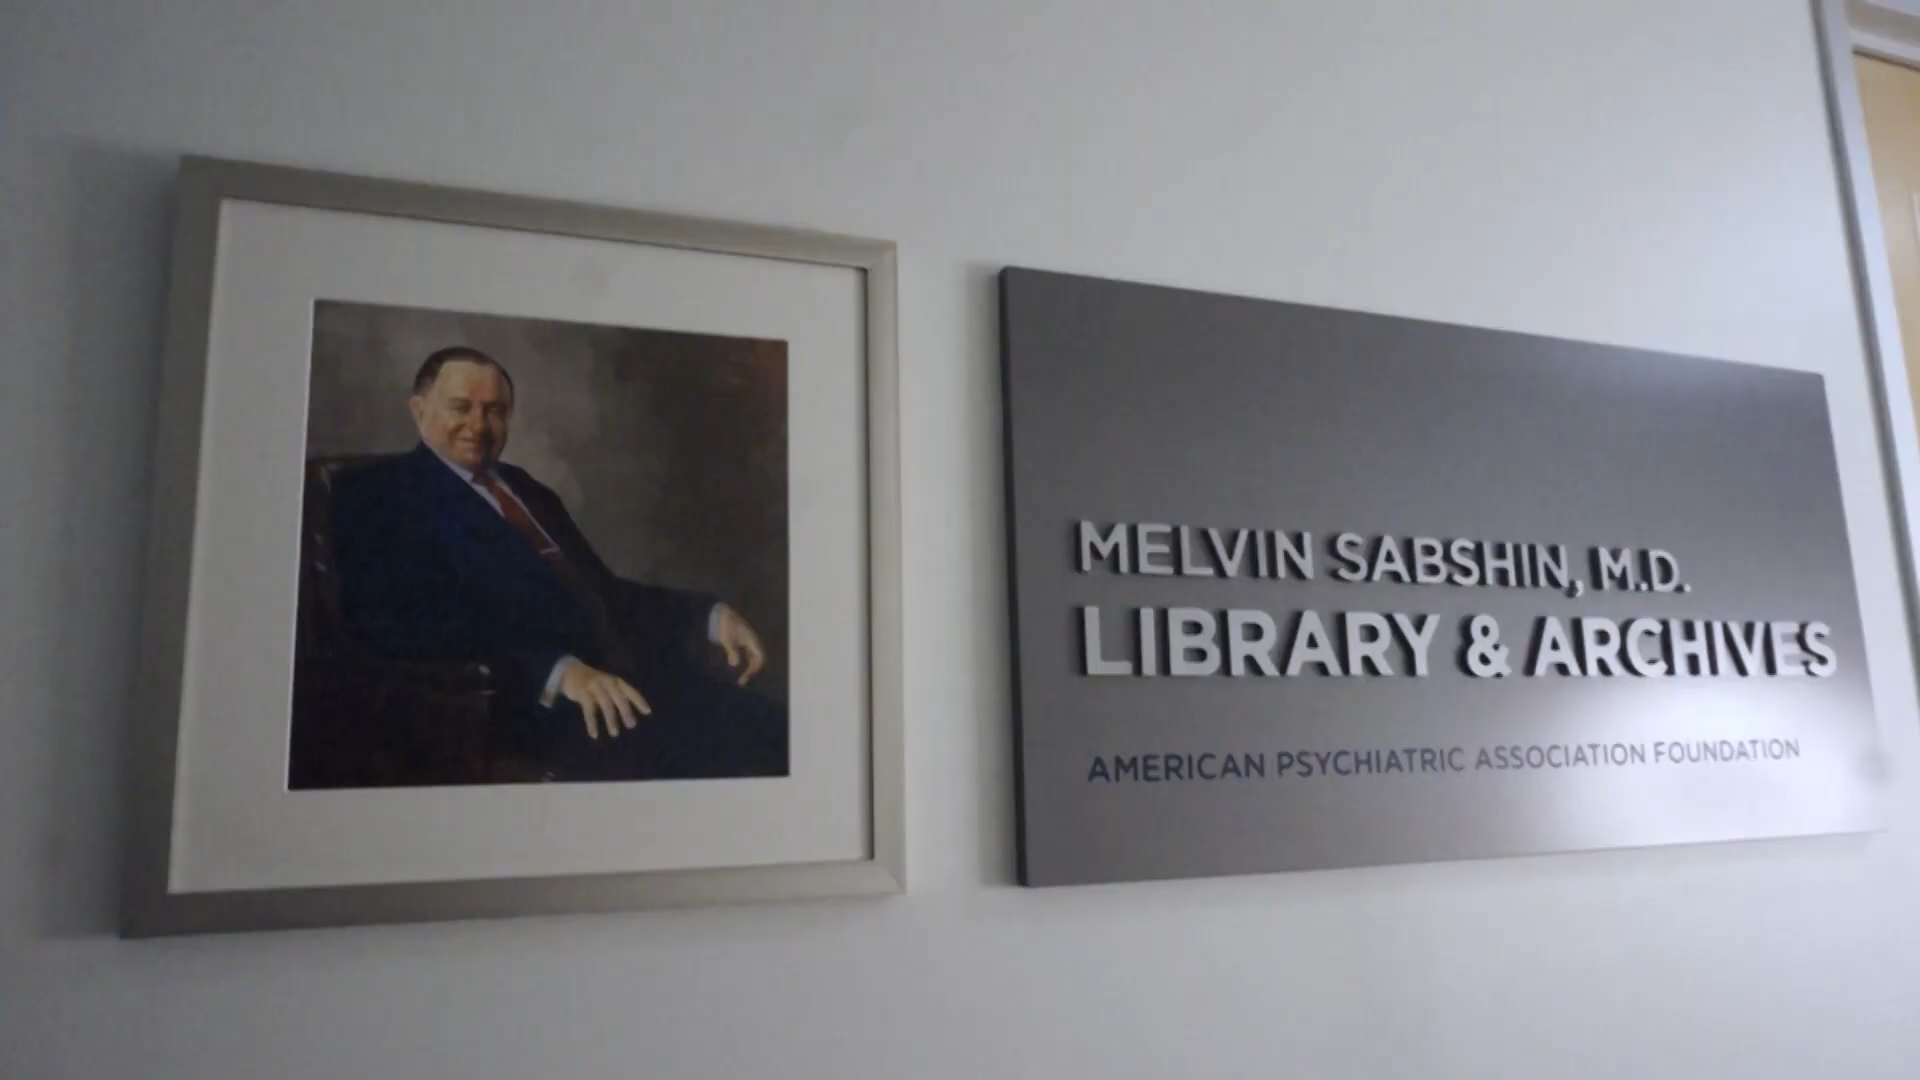 MELVIN SABSHIN, M.D.
LIBRARY & ARCHIVES
AMERICAN PSYCHIATRIC ASSOCIATION FOUNDATION